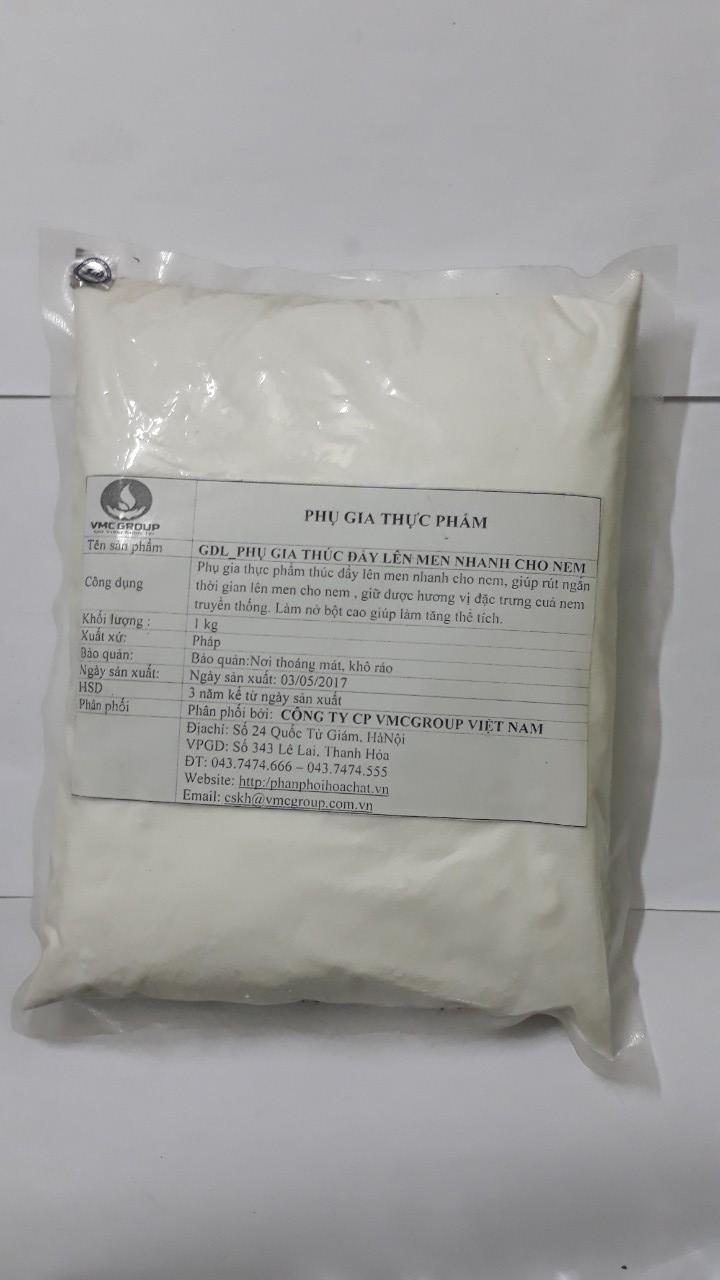 VMCGROUP
PHỤ GIA THỰC PHẨM
Tên sản phẩm
GDL_PHỤ GIA THÚC ĐẨY LÊN MEN NHANH CHO NEM
Công dụng
Phụ gia thực phẩm thúc đẩy lên men nhanh cho nem, giúp rút ngắn
thời gian lên men cho nem , giữ được hương vị đặc trưng cuả nem
truyền thống. Làm nở bột cao giúp làm tăng thể tích.
Khối lượng :
1 kg
Xuất xứ:
Pháp
Bảo quản:
Bảo quản:Nơi thoáng mát, khô ráo
Ngày sản xuất:
Ngày sản xuất: 03/05/2017
HSD
3 năm kể từ ngày sản xuất
Phân phối
Phân phối bởi: CÔNG TY CP VMCGROUP VIỆT NAM
Địachỉ: Số 24 Quốc Tử Giám, HàNội
VPGD: Số 343 Lê Lai, Thanh Hóa
ĐT: 043.7474.666 – 043.7474.555
Website: http:/phanphoihoachat.vn
Email: cskh@vmcgroup.com.vn